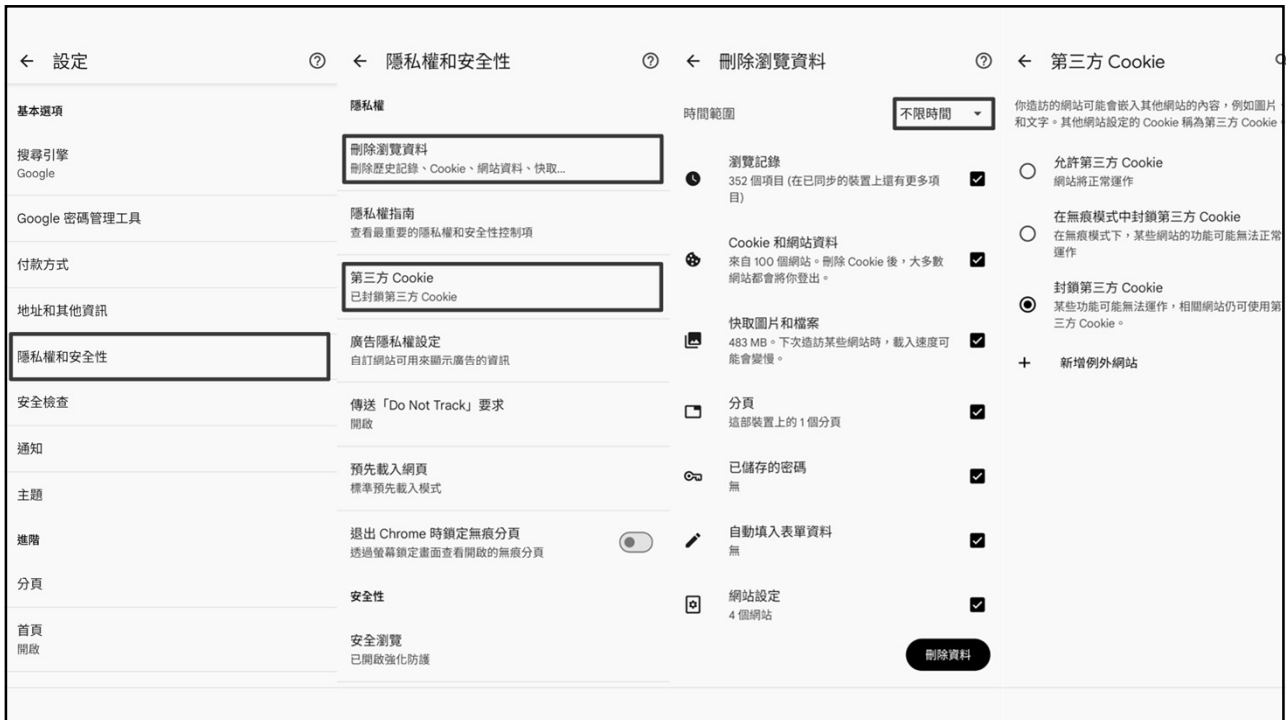 設定
基本選項
搜尋引擎
Google
Google 密碼管理工具
付款方式
地址和其他資訊
隱私權和安全性
安全檢查
通知
主題
進階
分頁
首頁
開啟
隱私權和安全性
隱私權
刪除瀏覽資料
刪除歷史記錄、Cookie、網站資料、快取...
隱私權指南
查看最重要的隱私權和安全性控制項
第三方 Cookie
已封鎖第三方 Cookie
廣告隱私權設定
自訂網站可用來顯示廣告的資訊
傳送「Do Not Track」要求
開啟
預先載入網頁
標準預先載入模式
退出 Chrome 時鎖定無痕分頁
透過螢幕鎖定畫面查看開啟的無痕分頁
安全性
安全瀏覽
已開啟強化防護
刪除瀏覽資料
時間範圍
不限時間
瀏覽記錄
352 個項目 (在已同步的裝置上還有更多項
目)
Cookie 和網站資料
來自 100 個網站。刪除 Cookie 後，大多數
網站都會將你登出。
快取圖片和檔案
483 MB。下次造訪某些網站時，載入速度可
能會變慢。
分頁
這部裝置上的 1 個分頁
已儲存的密碼
無
自動填入表單資料
無
網站設定
4 個網站
刪除資料
第三方 Cookie
你造訪的網站可能會嵌入其他網站的內容，例如圖片、
和文字。其他網站設定的 Cookie 稱為第三方 Cookie。
允許第三方 Cookie
網站將正常運作
在無痕模式中封鎖第三方 Cookie
在無痕模式下，某些網站的功能可能無法正常
運作
封鎖第三方 Cookie
某些功能可能無法運作，相關網站仍可使用第
三方 Cookie。
新增例外網站